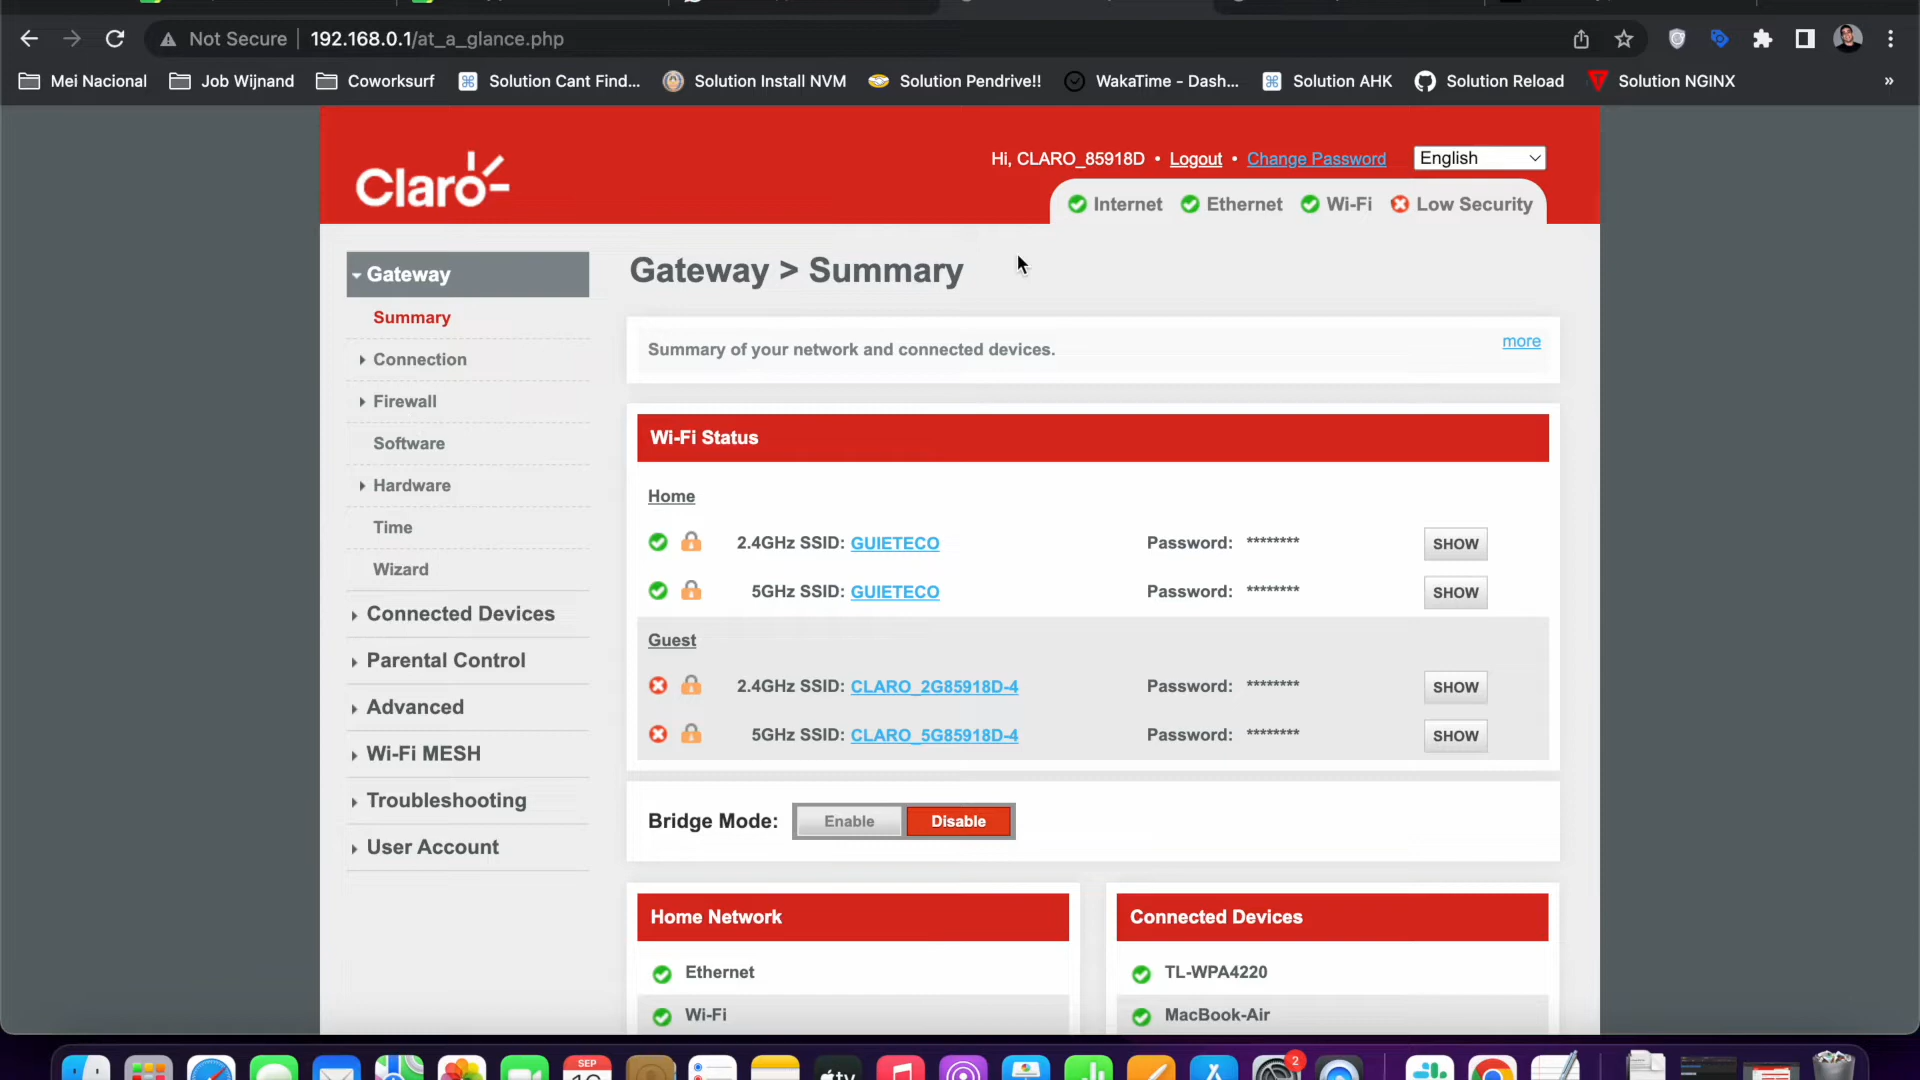 Not Secure 192.168.0.1/at_a_glance.php
Mei Nacional Job Wijnand Coworksurf Solution Cant Find... Solution Install NVM Solution Pendrive!! WakaTime - Dash... Solution AHK Solution Reload Solution NGINX »
Claro
Hi, CLARO_85918D • Logout • Change Password English
Internet Ethernet Wi-Fi Low Security
Gateway
Summary
Connection
Firewall
Software
Hardware
Time
Wizard
Connected Devices
Parental Control
Advanced
Wi-Fi MESH
Troubleshooting
User Account
Gateway > Summary
Summary of your network and connected devices. more
Wi-Fi Status
Home
2.4GHz SSID: GUIETECO Password: ******** SHOW
5GHz SSID: GUIETECO Password: ******** SHOW
Guest
2.4GHz SSID: CLARO_2G85918D-4 Password: ******** SHOW
5GHz SSID: CLARO_5G85918D-4 Password: ******** SHOW
Bridge Mode: Enable Disable
Home Network
Ethernet
Wi-Fi
Connected Devices
TL-WPA4220
MacBook-Air
SEP
tv
2